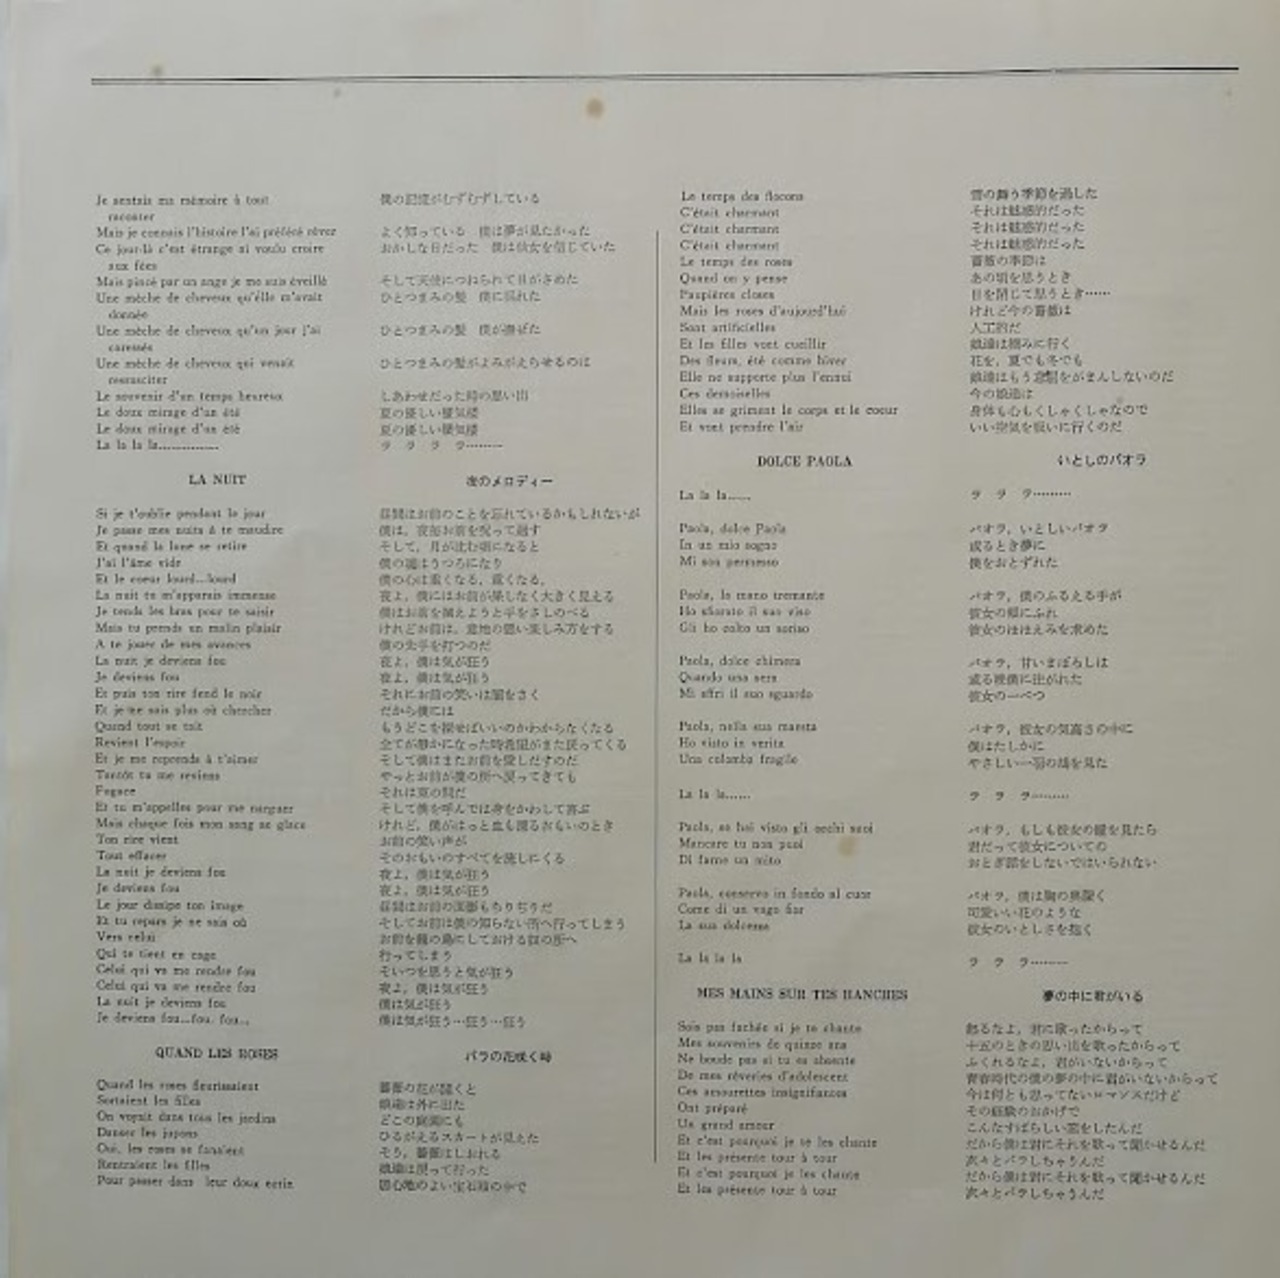 Je sentais ma mémoire à tout
raconter
Mais je connais l'histoire l'ai préféré rêver
Ce jour-là c'est étrange ai voulu croire
aux fées
Mais pincé par un ange je me suis éveillé
Une mèche de cheveux qu'elle m'avait
donnée
Une mèche de cheveux qu'un jour j'ai
caressés
Une mèche de cheveux qui venait
ressusciter
Le souvenir d'un temps heureux
Le doux mirage d'un été
Le doux mirage d'un été
La la la la...............
僕の記憶がむずむずしている
よく知っている 僕は夢が見たかった
おかしな日だった 僕は仙女を信じていた
そして天使につねられて目がさめた
ひとつまみの髪 僕に呉れた
ひとつまみの髪 僕が撫ぜた
ひとつまみの髪がよみがえらせるのは
しあわせだった時の思い出
夏の優しい蜃気楼
夏の優しい蜃気楼
ラ ラ ラ ラ………
LA NUIT
夜のメロディー
Si je t'oublie pendant le jour
Je passe mes nuits à te maudire
Et quand la lune se retire
J'ai l'âme vide
Et le coeur lourd...lourd
La nuit tu m'apparais immense
Je tends les bras pour te saisir
Mais tu prends un malin plaisir
A te jouer de mes avances
La nuit je deviens fou
Je deviens fou
Et puis ton rire fend le noir
Et je ne sais plus où chercher
Quand tout se tait
Revient l'espoir
Et je me reprends à t'aimer
Tantôt tu me reviens
Fugace
Et tu m'appelles pour me narguer
Mais chaque fois mon sang se glace
Ton rire vient
Tout effacer
La nuit je deviens fou
Je deviens fou
Le jour dissipe ton image
Et tu repars je ne sais où
Vers celui
Qui te tient en cage
Celui qui va me rendre fou
Celui qui va me rendre fou
La nuit je deviens fou
Je deviens fou...fou. fou...
昼間はお前のことを忘れているかもしれないが
僕は、夜毎お前を呪って過す
そして、月が沈む頃になると
僕の魂はうつろになり
僕の心は重くなる、重くなる。
夜よ、僕にはお前が果しなく大きく見える
僕はお前を捕えようと手をさしのべる
けれどお前は、意地の悪い楽しみ方をする
僕の先手を打つのだ
夜よ、僕は気が狂う
夜よ、僕は気が狂う
それにお前の笑いは闇をさく
だから僕には
もうどこを探せばいいのかわからなくなる
全てが静かになった時希望がまた戻ってくる
そして僕はまたお前を愛しだすのだ
やっとお前が僕の所へ戻ってきても
それは束の間だ
そして僕を呼んでは身をかわして喜ぶ
けれど、僕がはっと血も凍るおもいのとき
お前の笑い声が
そのおもいのすべてを流しにくる
夜よ、僕は気が狂う
夜よ、僕は気が狂う
昼間はお前の面影もちりぢりだ
そしてお前は僕の知らない所へ行ってしまう
お前を籠の鳥にしておける奴の所へ
行ってしまう
そいつを思うと気が狂う
夜よ、僕は気が狂う
僕は気が狂う
僕は気が狂う…狂う…狂う
QUAND LES ROSES
バラの花咲く時
Quand les roses fleurissaient
Sortaient les filles
On voyait dans tous les jardins
Danser les jupons
Oui, les roses se fanaient
Rentraient les filles
Pour passer dans leur doux ecrin
薔薇の花が開くと
娘達は外に出た
どこの庭園にも
ひるがえるスカートが見えた
そう、薔薇はしおれる
娘達は戻って行った
居心地のよい宝石箱の中で
Le temps des flocons
C'était charmant
C'était charmant
C'était charmant
Le temps des roses
Quand on y pense
Paupières closes
Mais les roses d'aujourd'hui
Sont artificielles
Et les filles vont cueillir
Des fleurs, été comme hiver
Elle ne supporte plus l'ennui
Ces demoiselles
Elles se griment le corps et le coeur
Et vont prendre l'air
雪の舞う季節を過した
それは魅惑的だった
それは魅惑的だった
それは魅惑的だった
薔薇の季節は
あの頃を思うとき
目を閉じて思うとき……
けれど今の薔薇は
人工的だ
娘達は摘みに行く
花を、夏でも冬でも
娘達はもう怠惰をがまんしないのだ
今の娘達は
身体も心もくしゃくしゃなので
いい空気を吸いに行くのだ
DOLCE PAOLA
いとしのパオラ
La la la......
Paola, dolce Paola
In un mio sogno
Mi son permesso
Paola, la mano tremante
Ho sfiorato il suo viso
Gli ho colto un soriso
Paola, dolce chimera
Quando una sera
Mi offri il suo sguardo
Paola, nella sua maesta
Ho visto in verita
Una colomba fragile
La la la......
Paola, se hai visto gli occhi suoi
Mancare tu non puoi
Di farne un mito
Paola, conservo in fondo al cuor
Come di un vago fior
La sua dolcezza
La la la la
ラ ラ ラ………
パオラ、いとしいパオラ
或るとき夢に
僕をおとずれた
パオラ、僕のふるえる手が
彼女の頬にふれ
彼女のほほえみを求めた
パオラ、甘いまぼろしは
或る晩僕に注がれた
彼女の一べつ
パオラ、彼女の気高さの中に
僕はたしかに
やさしい一羽の鳩を見た
ラ ラ ラ………
パオラ、もしも彼女の瞳を見たら
君だって彼女についての
おとぎ話をしないではいられない
パオラ、僕は胸の奥深く
可愛いい花のような
彼女のいとしさを抱く
ラ ラ ラ………
MES MAINS SUR TES HANCHES
夢の中に君がいる
Sois pas fachée si je te chante
Mes souvenirs de quinze ans
Ne boude pas si tu es absente
De mes rêveries d'adolescent
Ces amourettes insignifiantes
Ont préparé
Un grand amour
Et c'est pourquoi je te les chante
Et les présente tour à tour
Et c'est pourquoi je les chante
Et les présente tour à tour
怒るなよ、君に歌ったからって
十五のときの思い出を歌ったからって
ふくれるなよ、君がいないからって
青春時代の僕の夢の中に君がいないからって
今は何とも思ってないロマンスだけど
その経験のおかげで
こんなすばらしい恋をしたんだ
だから僕は君にそれを歌って聞かせるんだ
次々とバラしちゃうんだ
だから僕は君にそれを歌って聞かせるんだ
次々とバラしちゃうんだ